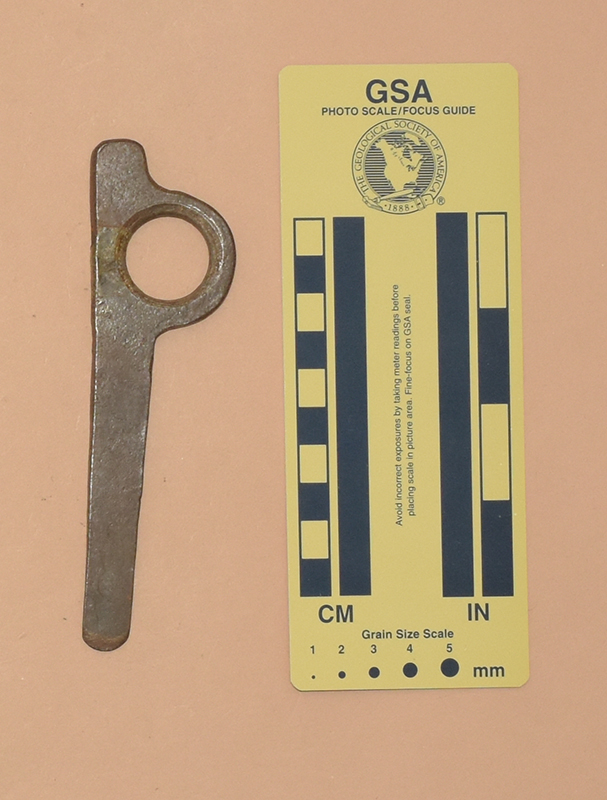 GSA
PHOTO SCALE/FOCUS GUIDE
THE GEOLOGICAL SOCIETY OF AMERICA
·1888·
®
Avoid incorrect exposures by taking meter readings before
placing scale in picture area. Fine-focus on GSA seal.
CM
IN
Grain Size Scale
1 2 3 4 5
mm